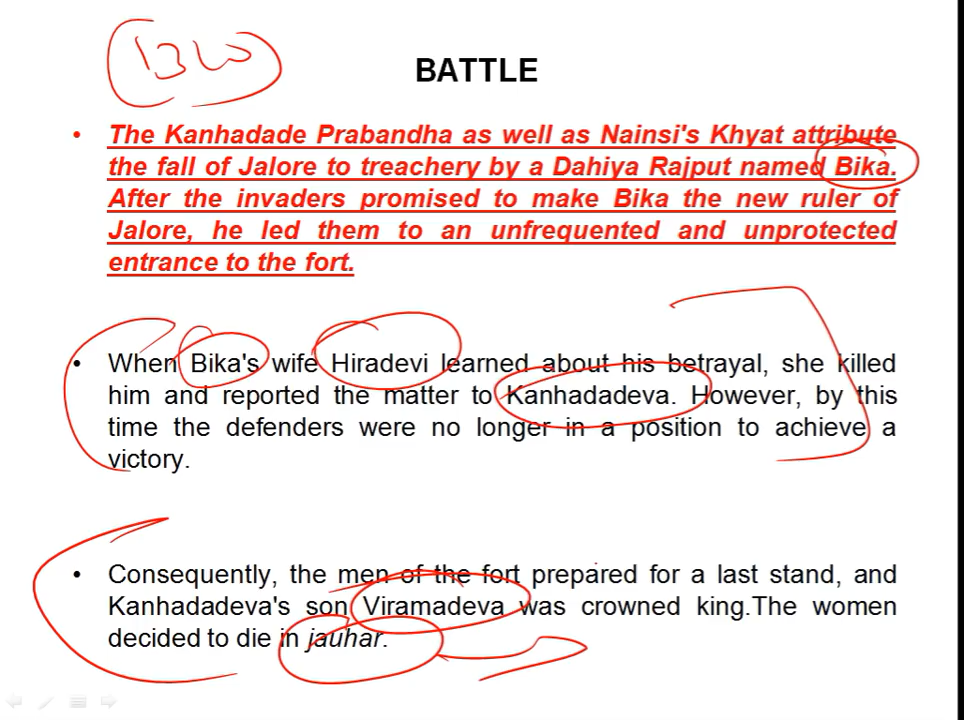 BATTLE
• The Kanhadade Prabandha as well as Nainsi's Khyat attribute
the fall of Jalore to treachery by a Dahiya Rajput named Bika.
After the invaders promised to make Bika the new ruler of
Jalore, he led them to an unfrequented and unprotected
entrance to the fort.
• When Bika's wife Hiradevi learned about his betrayal, she killed
him and reported the matter to Kanhadadeva. However, by this
time the defenders were no longer in a position to achieve a
victory.
• Consequently, the men of the fort prepared for a last stand, and
Kanhadadeva's son Viramadeva was crowned king.The women
decided to die in jauhar.